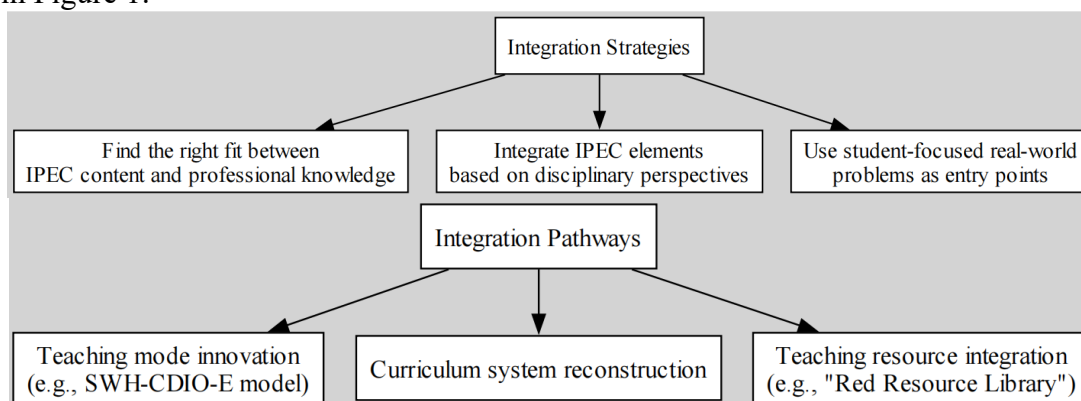 in Figure 1.
Integration Strategies
Find the right fit between
IPEC content and professional knowledge
Integrate IPEC elements
based on disciplinary perspectives
Use student-focused real-world
problems as entry points
Integration Pathways
Teaching mode innovation
(e.g., SWH-CDIO-E model)
Curriculum system reconstruction
Teaching resource integration
(e.g., "Red Resource Library")